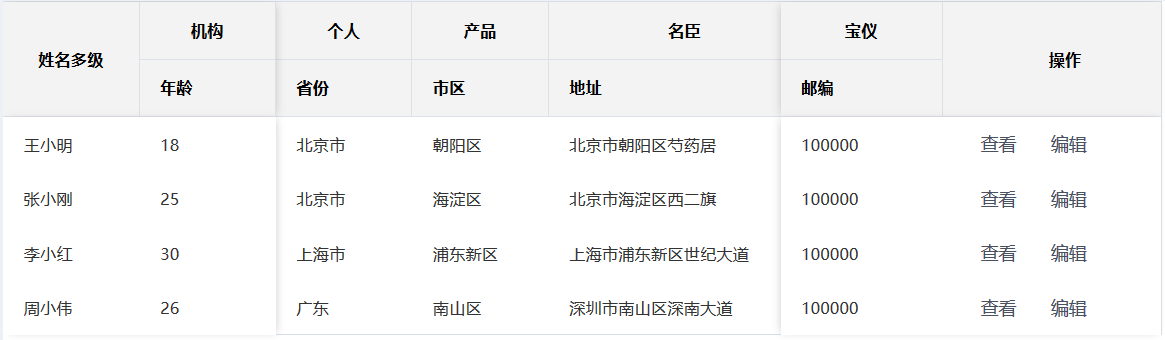 姓名多级 机构 个人 产品 名臣 宝仪 操作
年龄 省份 市区 地址 邮编
王小明 18 北京市 朝阳区 北京市朝阳区芍药居 100000 查看 编辑
张小刚 25 北京市 海淀区 北京市海淀区西二旗 100000 查看 编辑
李小红 30 上海市 浦东新区 上海市浦东新区世纪大道 100000 查看 编辑
周小伟 26 广东 南山区 深圳市南山区深南大道 100000 查看 编辑